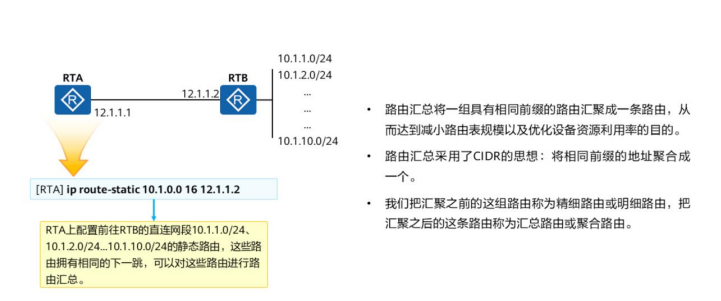 10.1.1.0/24
RTA
RTB
10.1.2.0/24
12.1.1.2
...
...
12.1.1.1
...
10.1.10.0/24
[RTA] ip route-static 10.1.0.0 16 12.1.1.2
RTA上配置前往RTB的直连网段10.1.1.0/24、
10.1.2.0/24...10.1.10.0/24的静态路由，这些路
由拥有相同的下一跳，可以对这些路由进行路
由汇总。
• 路由汇总将一组具有相同前缀的路由汇聚成一条路由，从
而达到减小路由表规模以及优化设备资源利用率的目的。
• 路由汇总采用了CIDR的思想：将相同前缀的地址聚合成
一个。
• 我们把汇聚之前的这组路由称为精细路由或明细路由，把
汇聚之后的这条路由称为汇总路由或聚合路由。